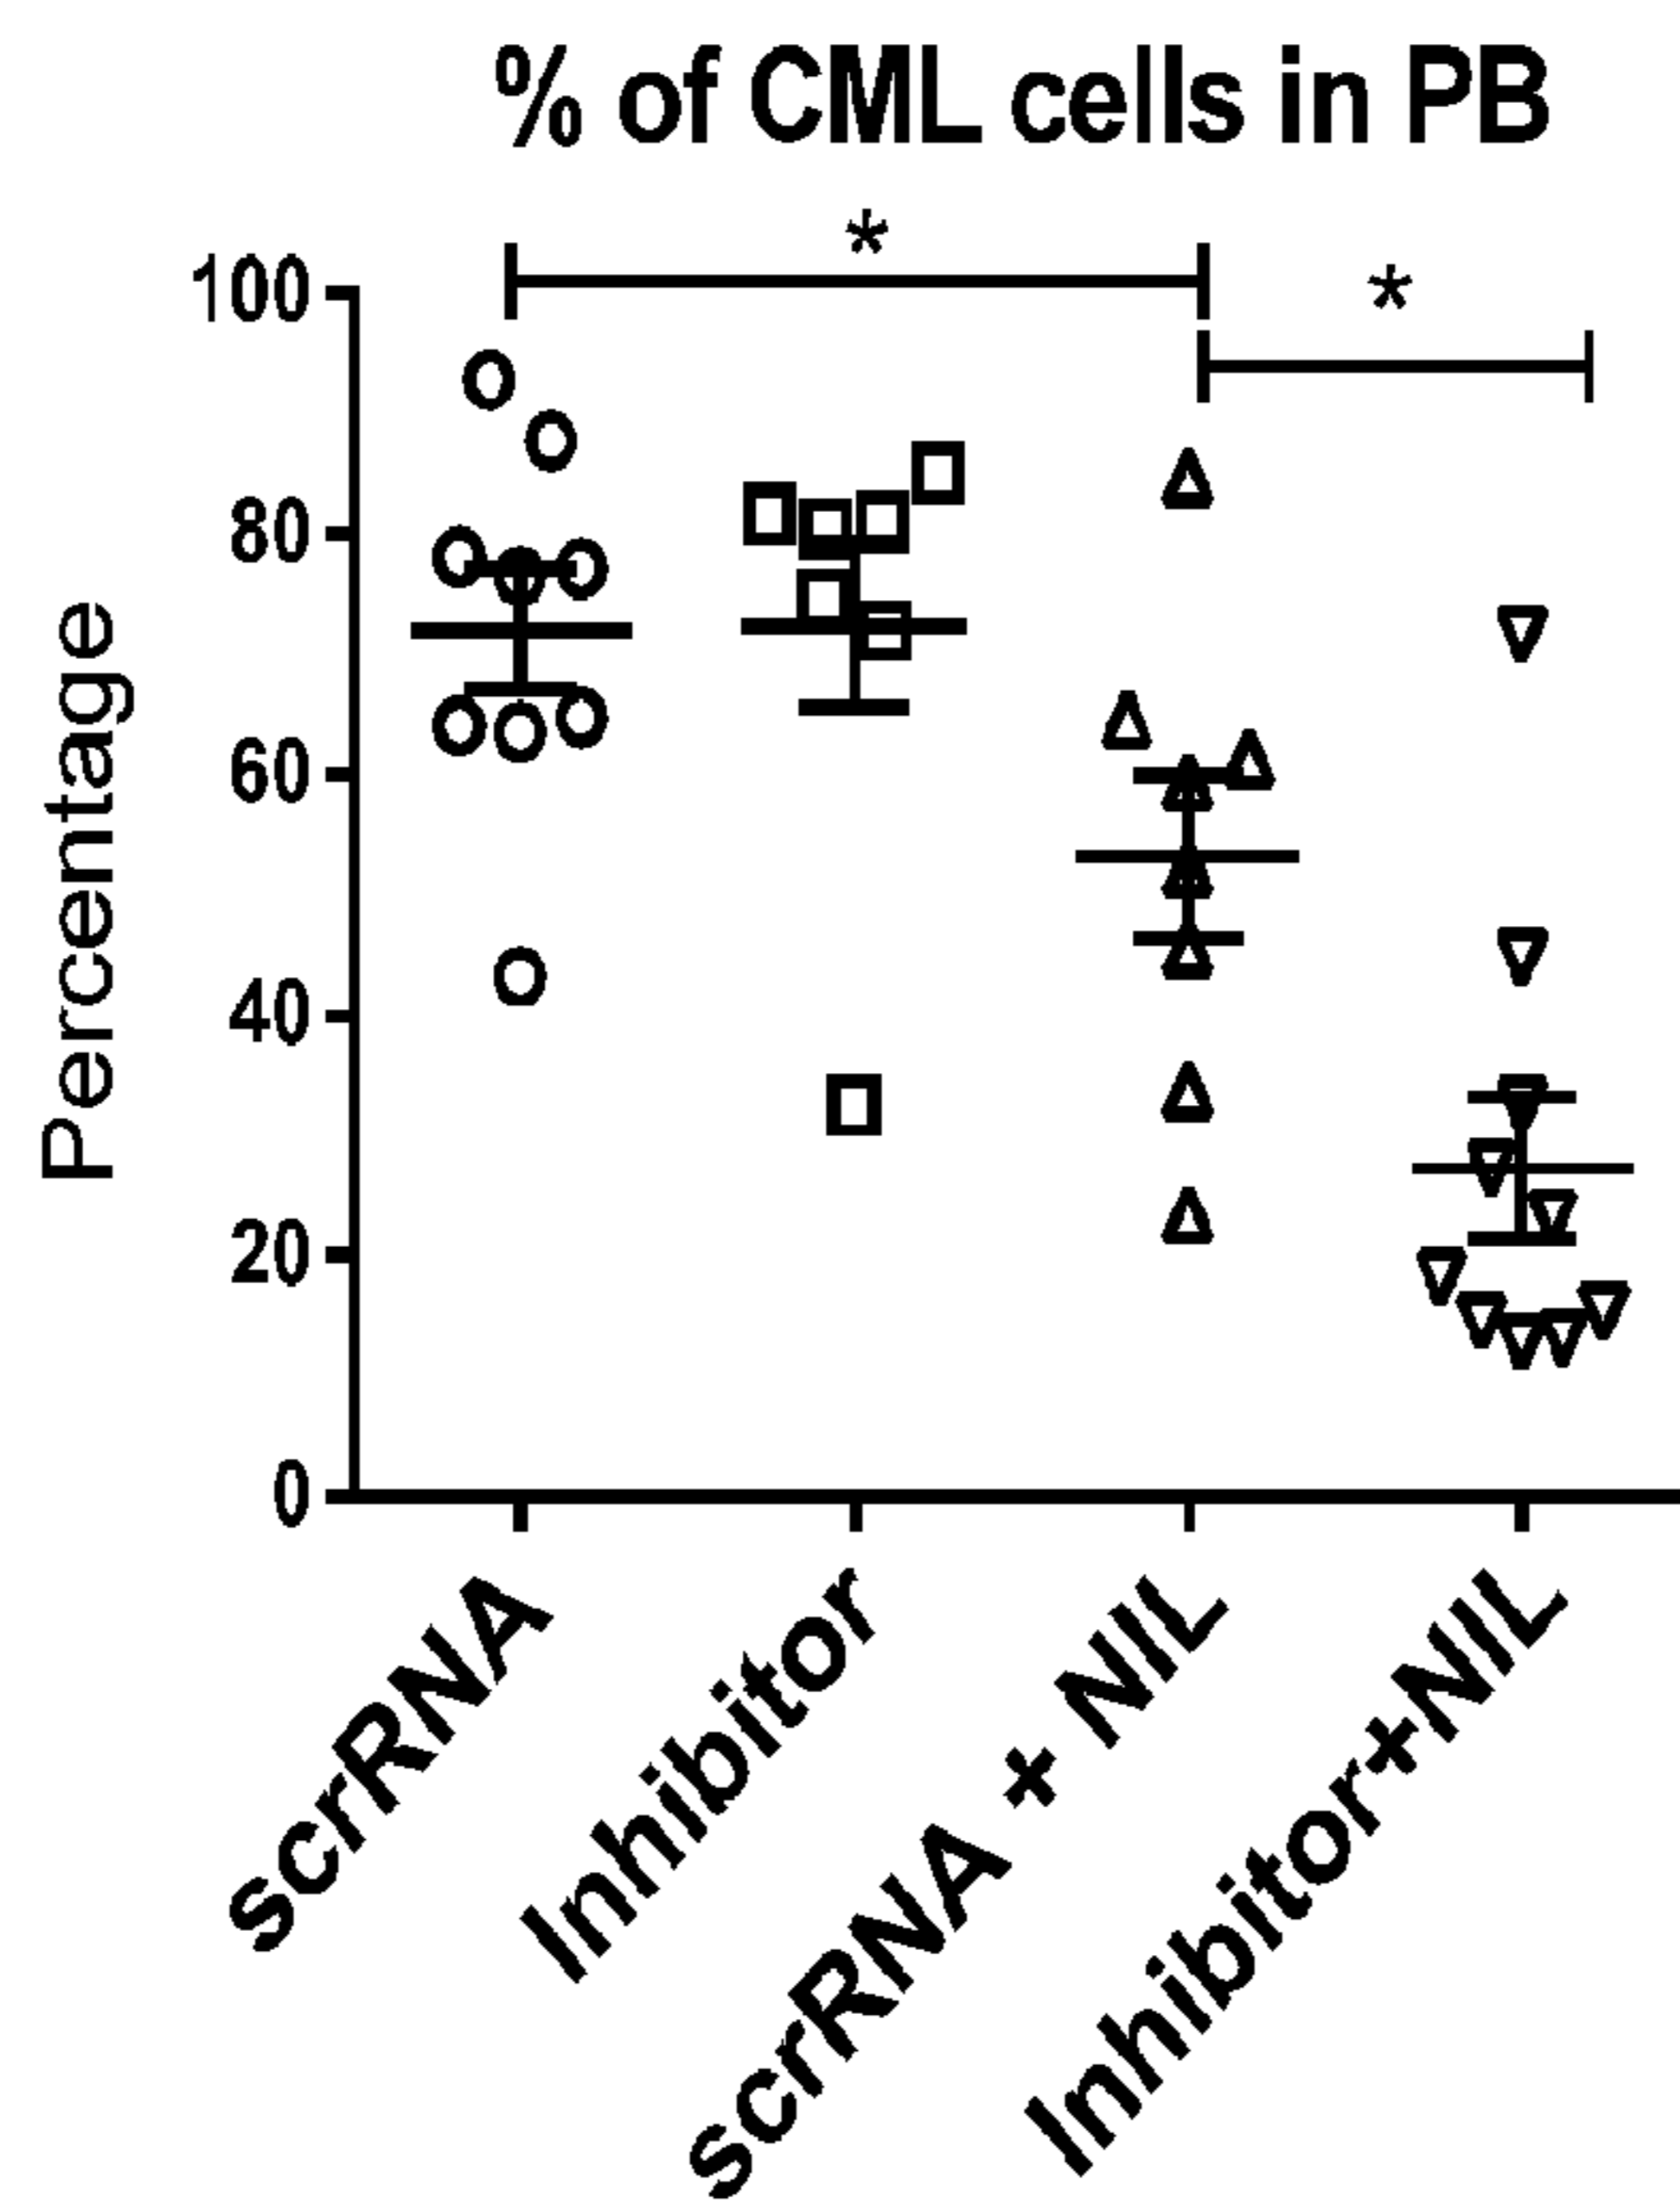 % of CML cells in PB
*
*
Percentage
100
80
60
40
20
0
scrRNA
Inhibitor
scrRNA + NIL
Inhibitor+NIL